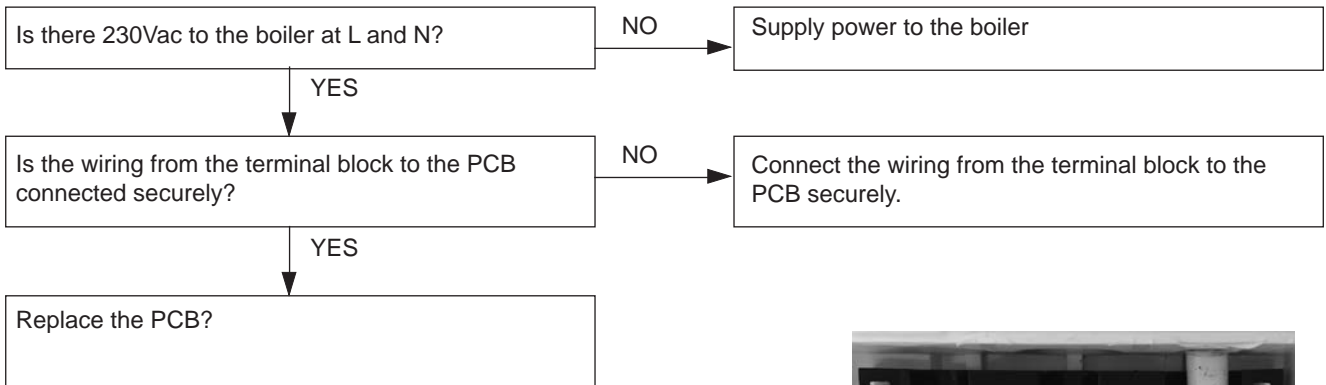 Is there 230Vac to the boiler at L and N?
NO
Supply power to the boiler
YES
Is the wiring from the terminal block to the PCB
connected securely?
NO
Connect the wiring from the terminal block to the
PCB securely.
YES
Replace the PCB?